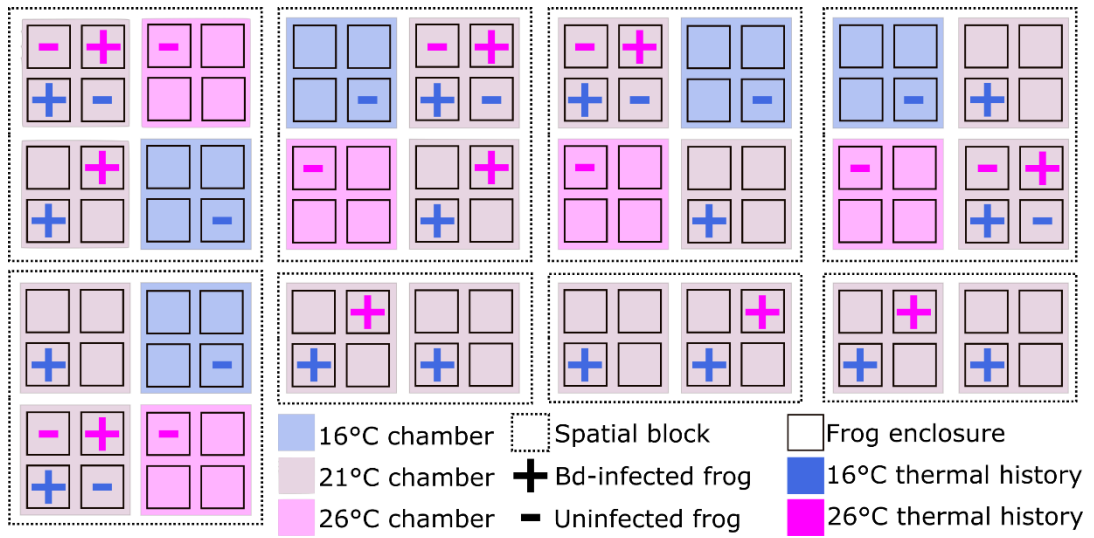 16°C chamber
Spatial block
Frog enclosure
21°C chamber
Bd-infected frog
16°C thermal history
26°C chamber
Uninfected frog
26°C thermal history